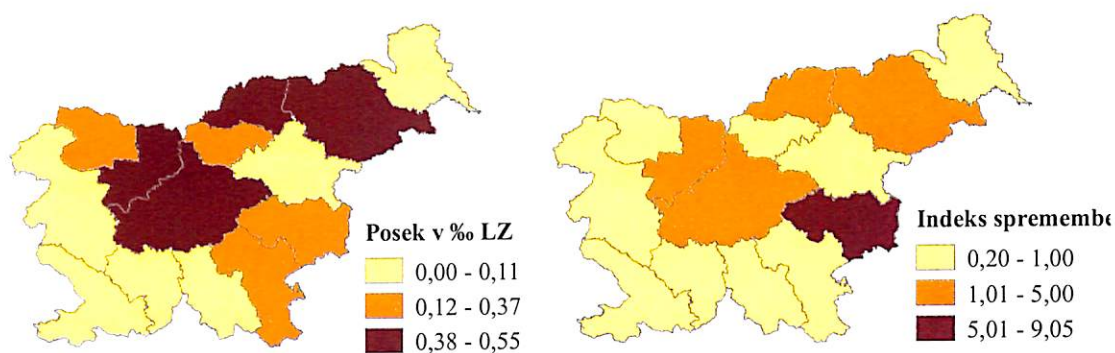 Posek v ‰ LZ
0,00 - 0,11
0,12 - 0,37
0,38 - 0,55
Indeks spremembe
0,20 - 1,00
1,01 - 5,00
5,01 - 9,05